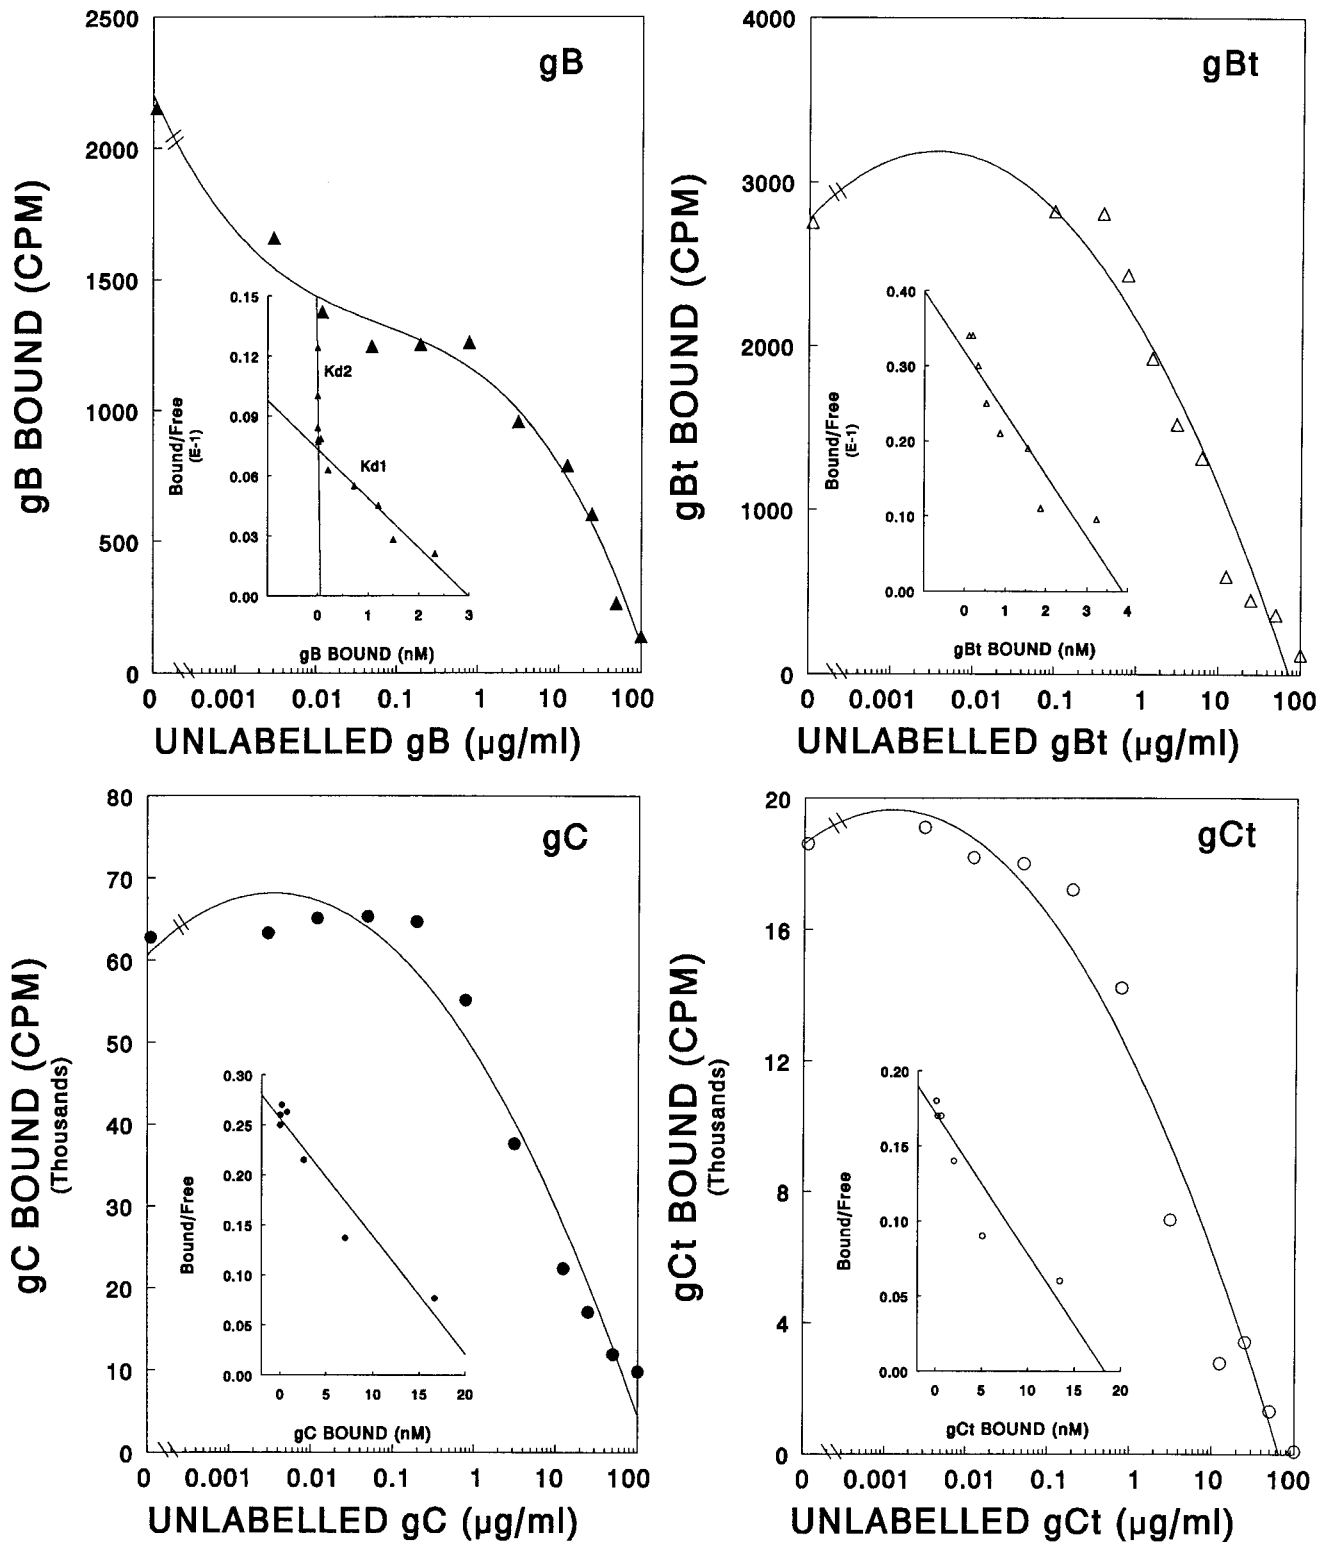 gB
gB BOUND (CPM)
2500
2000
1500
1000
500
0
0 0.001 0.01 0.1 1 10 100
UNLABELLED gB (µg/ml)
Bound/Free
(E-1)
0.15
0.12
0.09
0.06
0.03
0.00
Kd2
Kd1
0 1 2 3
gB BOUND (nM)
gBt
gBt BOUND (CPM)
4000
3000
2000
1000
0
0 0.001 0.01 0.1 1 10 100
UNLABELLED gBt (µg/ml)
Bound/Free
(E-1)
0.40
0.30
0.20
0.10
0.00
0 1 2 3 4
gBt BOUND (nM)
gC
gC BOUND (CPM)
(Thousands)
80
70
60
50
40
30
20
10
0
0 0.001 0.01 0.1 1 10 100
UNLABELLED gC (µg/ml)
Bound/Free
0.30
0.25
0.20
0.15
0.10
0.05
0.00
0 5 10 15 20
gC BOUND (nM)
gCt
gCt BOUND (CPM)
(Thousands)
20
16
12
8
4
0
0 0.001 0.01 0.1 1 10 100
UNLABELLED gCt (µg/ml)
Bound/Free
0.20
0.15
0.10
0.05
0.00
0 5 10 15 20
gCt BOUND (nM)